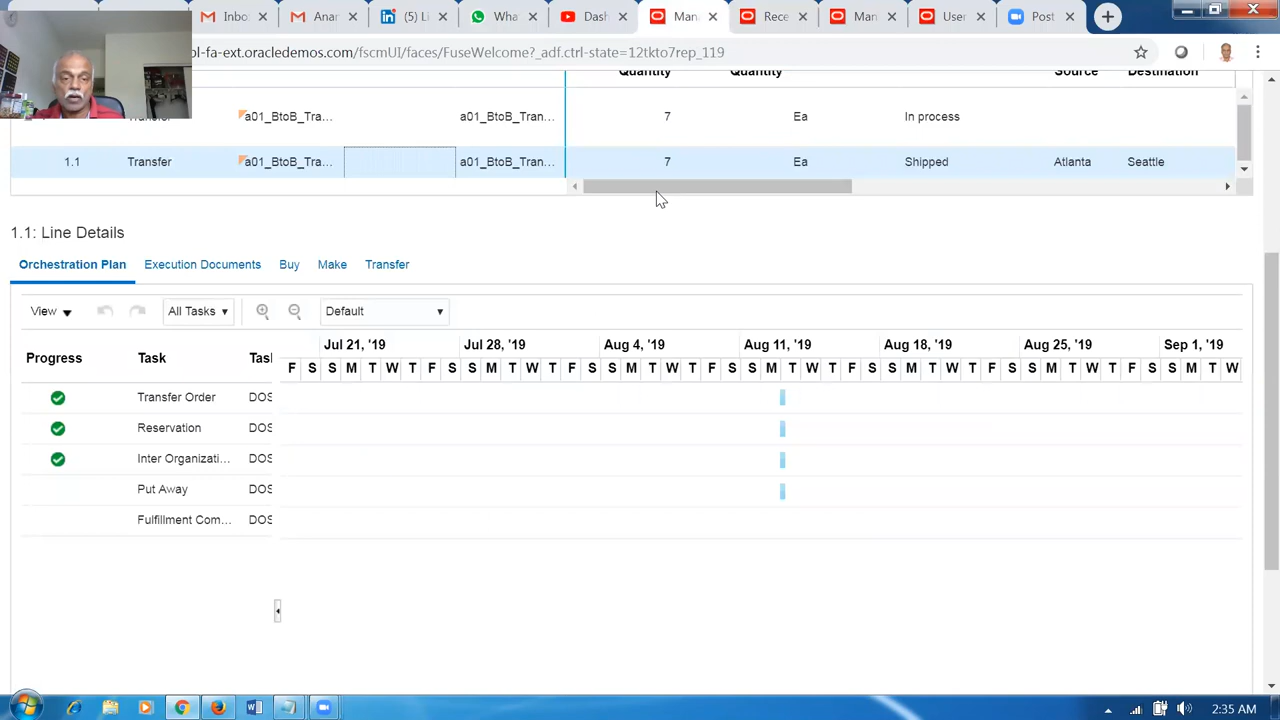 Inbo
Anar
(5) Li
Wha
Dash
Man
Rece
Man
User
Post
ol-fa-ext.oracledemos.com/fscmUI/faces/FuseWelcome?_adf.ctrl-state=12tkto7rep_119
Quantity Quantity Source Destination
Transfer a01_BtoB_Tra... a01_BtoB_Tran... 7 Ea In process
1.1 Transfer a01_BtoB_Tra... a01_BtoB_Tran... 7 Ea Shipped Atlanta Seattle
1.1: Line Details
Orchestration Plan Execution Documents Buy Make Transfer
View All Tasks Default
Jul 21, '19 Jul 28, '19 Aug 4, '19 Aug 11, '19 Aug 18, '19 Aug 25, '19 Sep 1, '19
Progress Task Task
F S S M T W T F S S M T W T F S S M T W T F S S M T W T F S S M T W T F S S M T W T F S S M T W
Transfer Order DOS
Reservation DOS
Inter Organizati... DOS
Put Away DOS
Fulfillment Com... DOS
2:35 AM